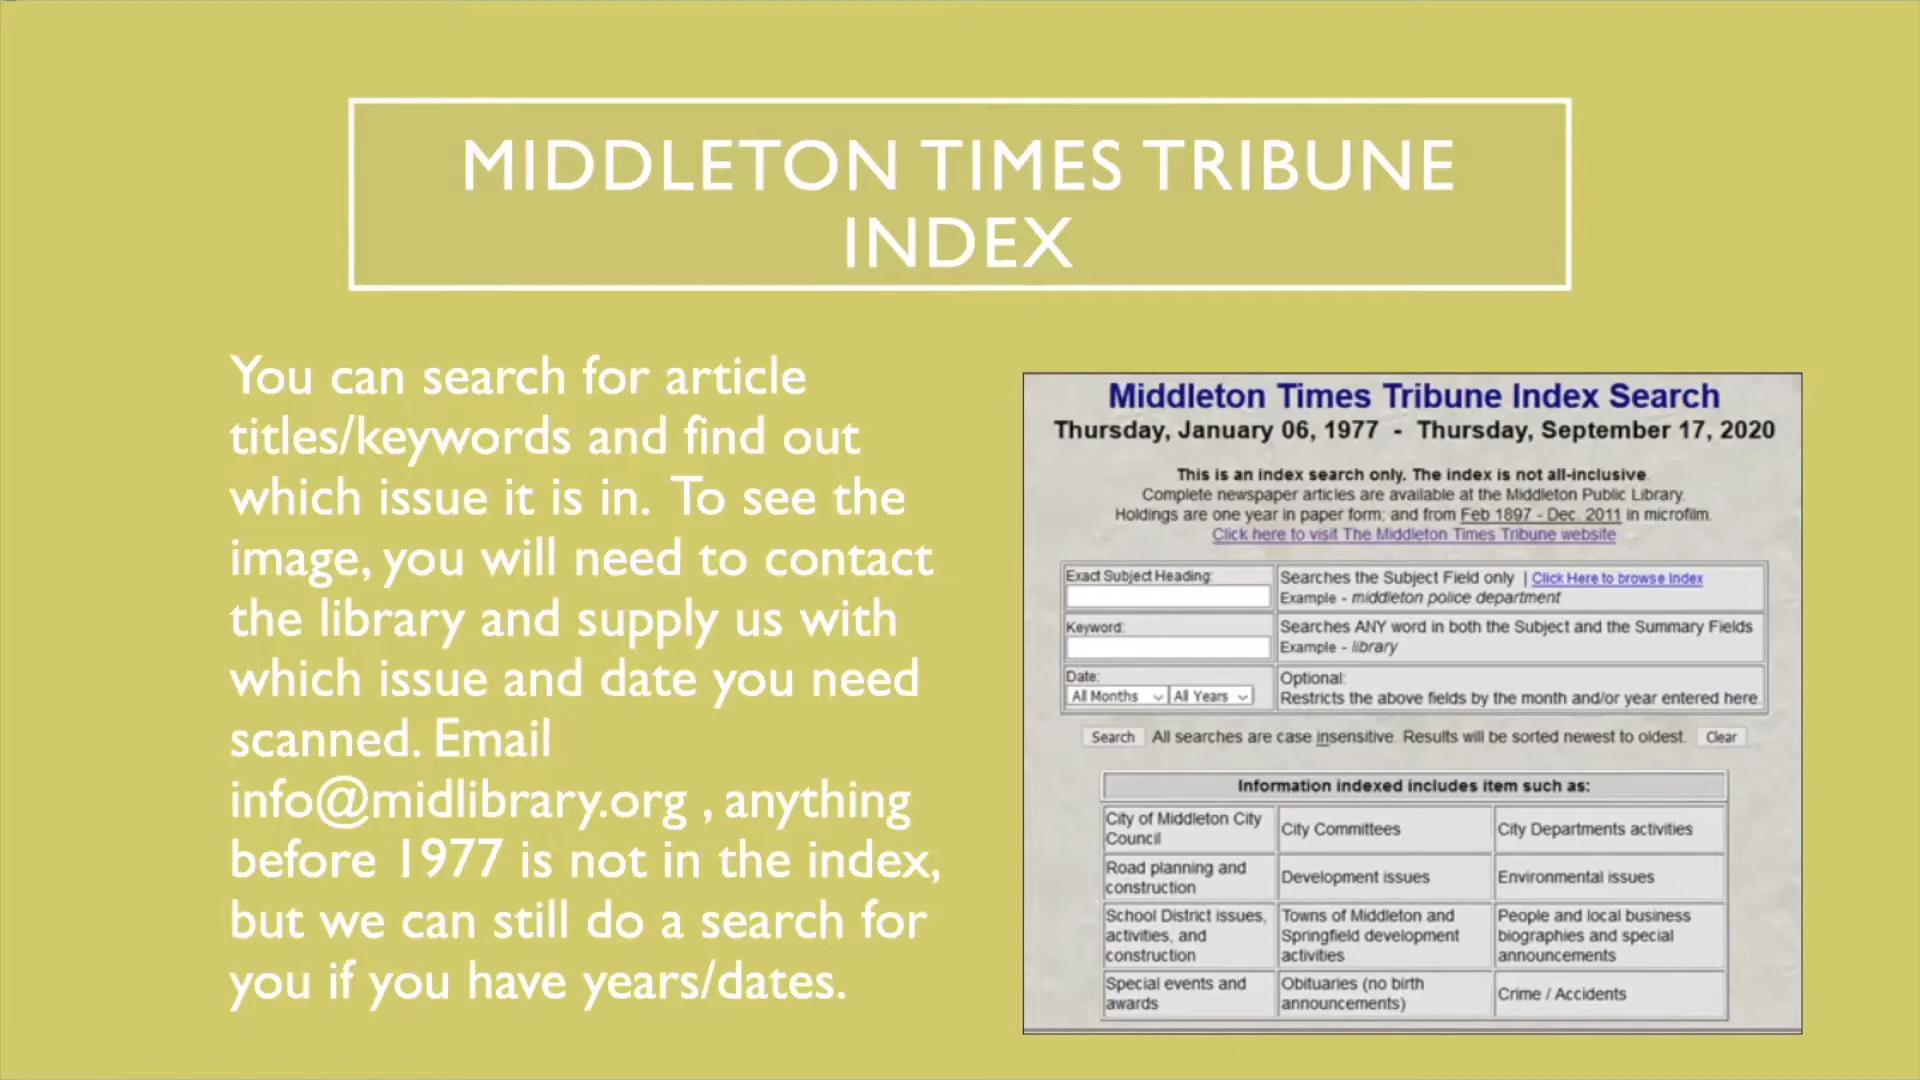 MIDDLETON TIMES TRIBUNE
INDEX
You can search for article
titles/keywords and find out
which issue it is in.  To see the
image, you will need to contact
the library and supply us with
which issue and date you need
scanned. Email
info@midlibrary.org , anything
before 1977 is not in the index,
but we can still do a search for
you if you have years/dates.
Middleton Times Tribune Index Search
Thursday, January 06, 1977 - Thursday, September 17, 2020
This is an index search only. The index is not all-inclusive.
Complete newspaper articles are available at the Middleton Public Library.
Holdings are one year in paper form; and from Feb 1897 - Dec. 2011 in microfilm.
Click here to visit The Middleton Times Tribune website
Exact Subject Heading:
Searches the Subject Field only | Click Here to browse Index
Example - middleton police department
Keyword:
Searches ANY word in both the Subject and the Summary Fields
Example - library
Date:
All Months All Years
Optional:
Restricts the above fields by the month and/or year entered here.
Search All searches are case insensitive. Results will be sorted newest to oldest. Clear
Information indexed includes item such as:
City of Middleton City
Council
City Committees
City Departments activities
Road planning and
construction
Development issues
Environmental issues
School District issues,
activities, and
construction
Towns of Middleton and
Springfield development
activities
People and local business
biographies and special
announcements
Special events and
awards
Obituaries (no birth
announcements)
Crime / Accidents